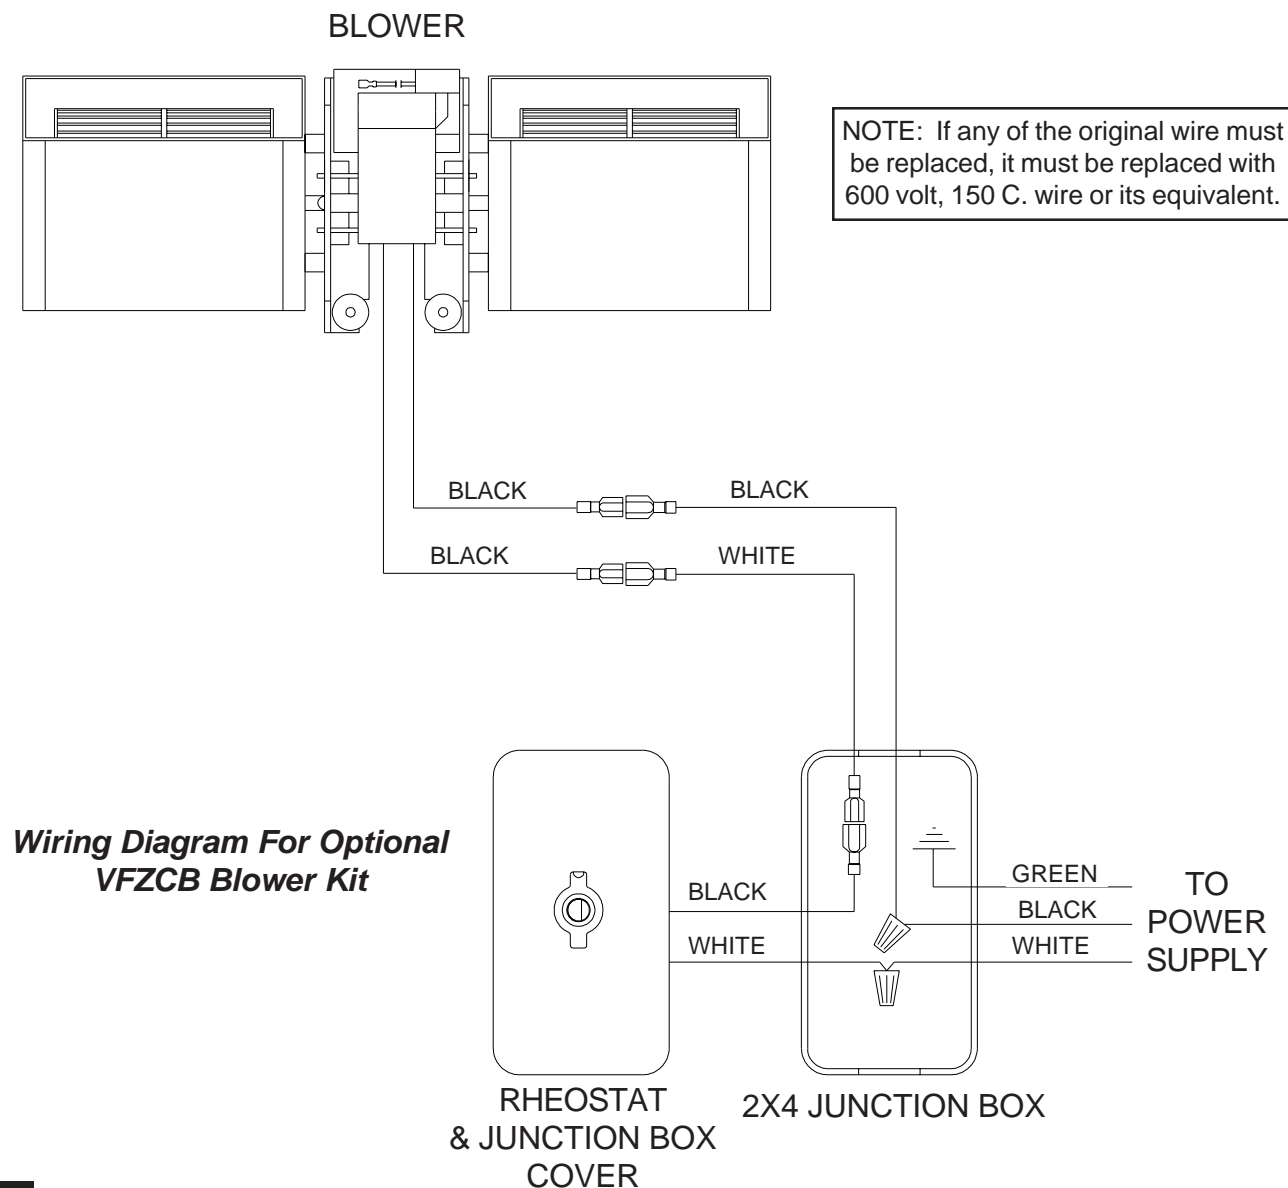 BLOWER
NOTE: If any of the original wire must
be replaced, it must be replaced with
600 volt, 150 C. wire or its equivalent.
BLACK
BLACK
BLACK
WHITE
Wiring Diagram For Optional
VFZCB Blower Kit
BLACK
WHITE
GREEN
BLACK
WHITE
TO
POWER
SUPPLY
RHEOSTAT
& JUNCTION BOX
COVER
2X4 JUNCTION BOX